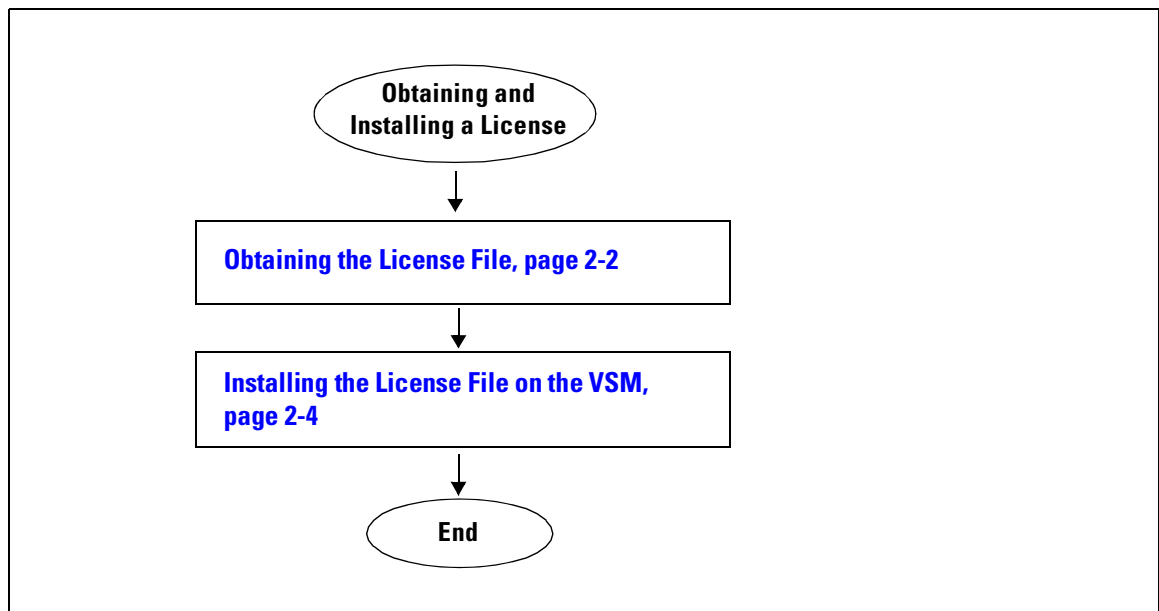 Obtaining and
Installing a License
Obtaining the License File, page 2-2
Installing the License File on the VSM,
page 2-4
End